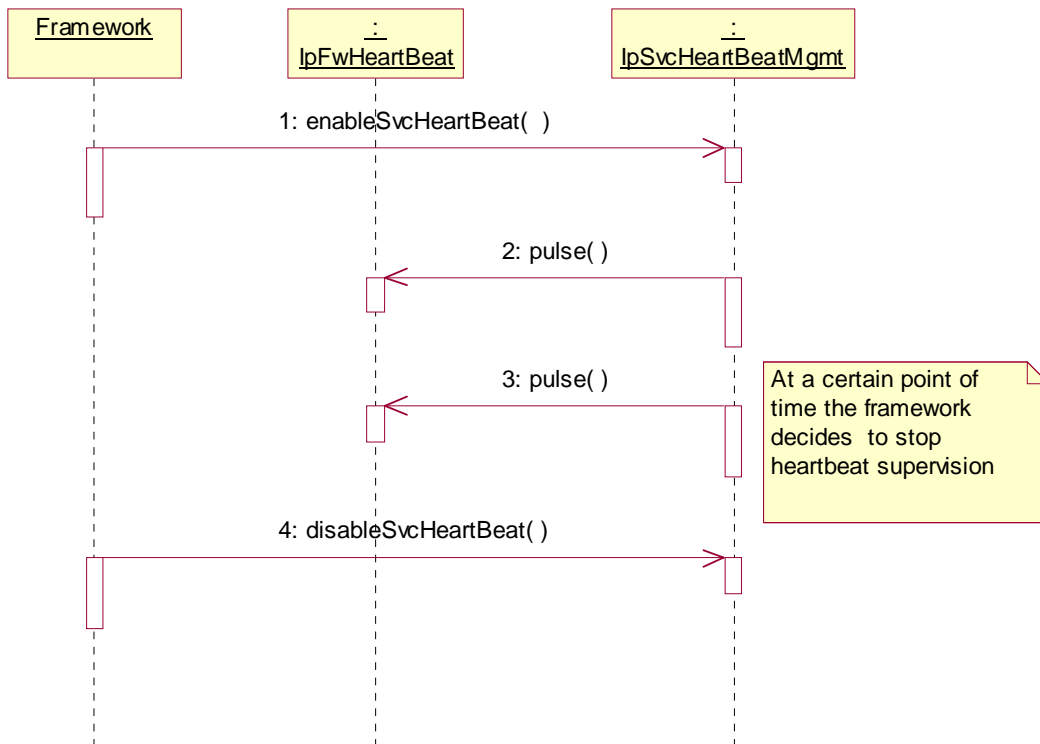 Framework
:
IpFwHeartBeat
:
IpSvcHeartBeatMgmt
1: enableSvcHeartBeat(  )
2: pulse( )
3: pulse( )
At a certain point of
time the framework
decides  to stop
heartbeat supervision
4: disableSvcHeartBeat( )